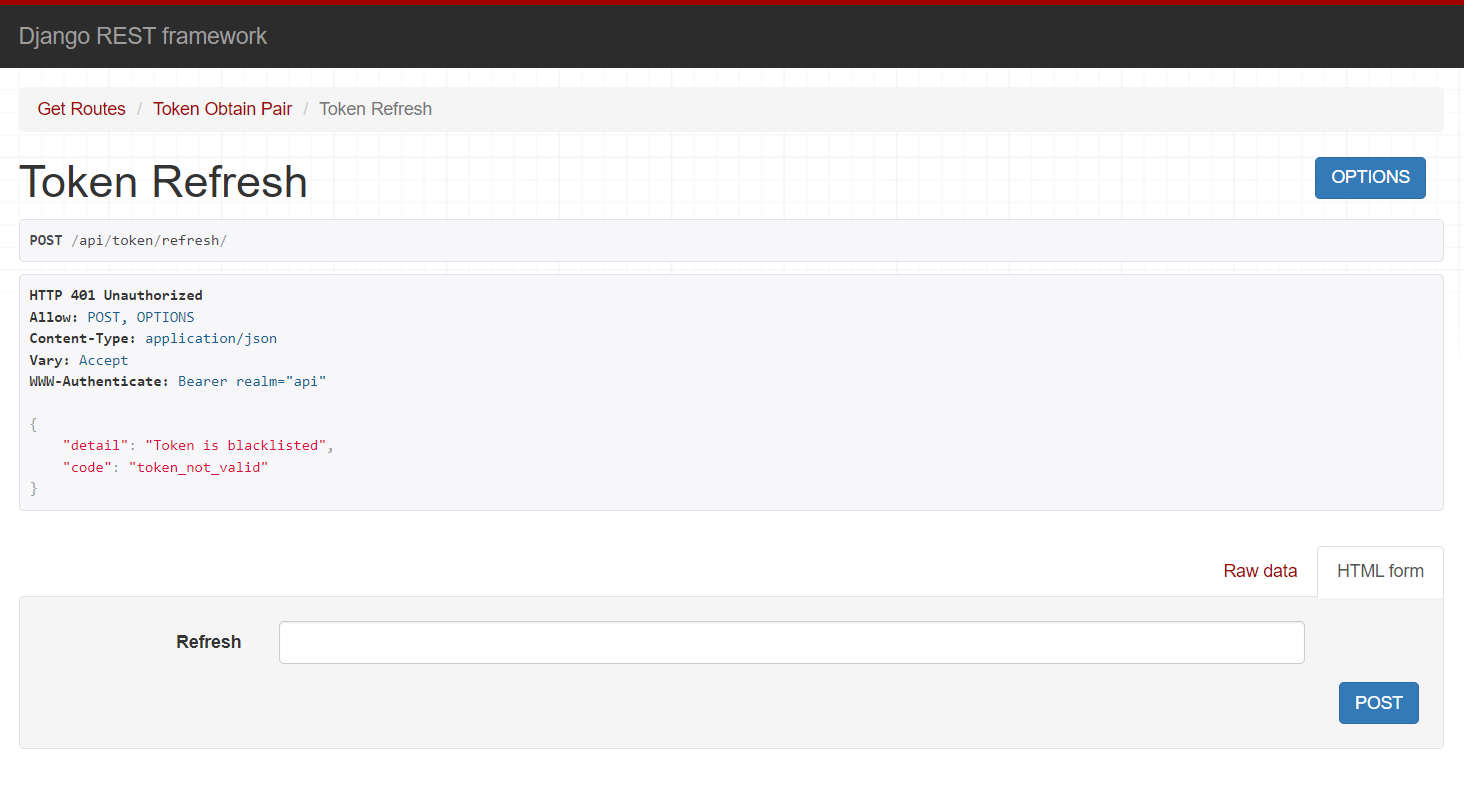 Django REST framework
Get Routes / Token Obtain Pair / Token Refresh
Token Refresh
OPTIONS
POST /api/token/refresh/
HTTP 401 Unauthorized
Allow: POST, OPTIONS
Content-Type: application/json
Vary: Accept
WWW-Authenticate: Bearer realm="api"
{
    "detail": "Token is blacklisted",
    "code": "token_not_valid"
}
Raw data
HTML form
Refresh
POST